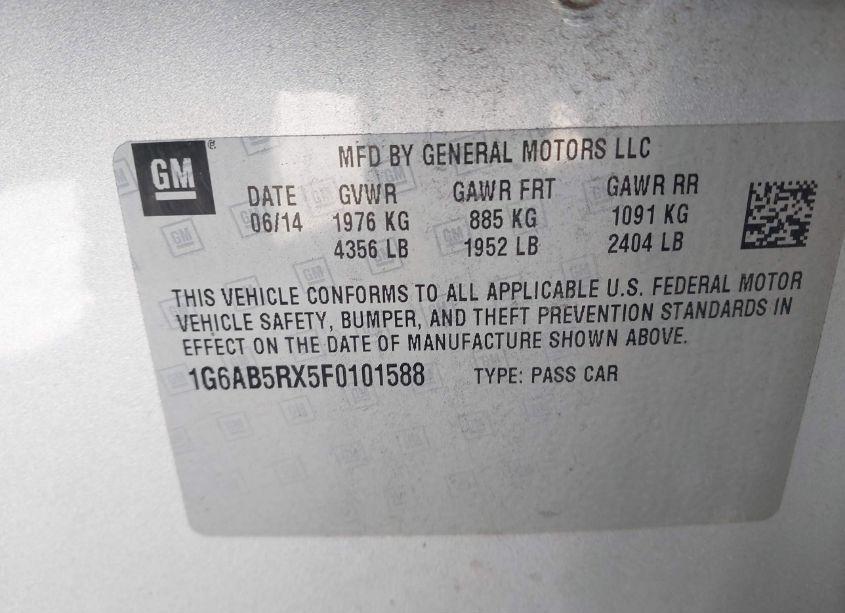 GM®
MFD BY GENERAL MOTORS LLC
DATE GVWR GAWR FRT GAWR RR
06/14 1976 KG 885 KG 1091 KG
4356 LB 1952 LB 2404 LB
THIS VEHICLE CONFORMS TO ALL APPLICABLE U.S. FEDERAL MOTOR
VEHICLE SAFETY, BUMPER, AND THEFT PREVENTION STANDARDS IN
EFFECT ON THE DATE OF MANUFACTURE SHOWN ABOVE.
1G6AB5RX5F0101588 TYPE: PASS CAR